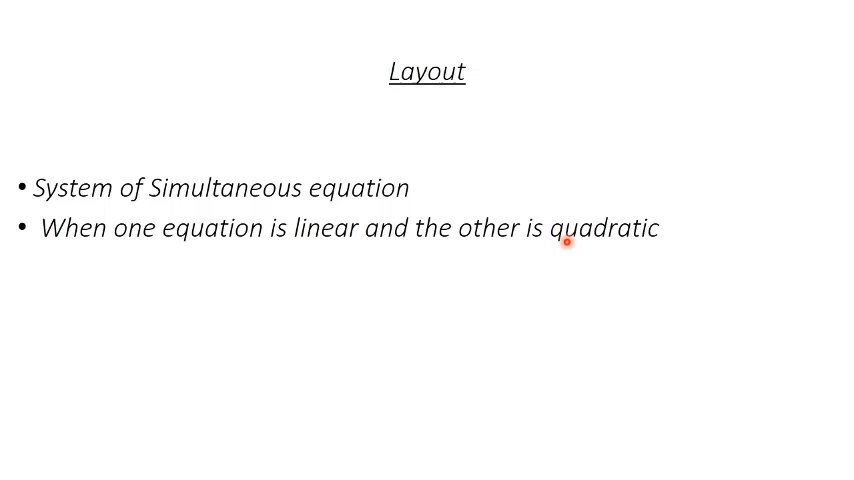 Layout
• System of Simultaneous equation
• When one equation is linear and the other is quadratic